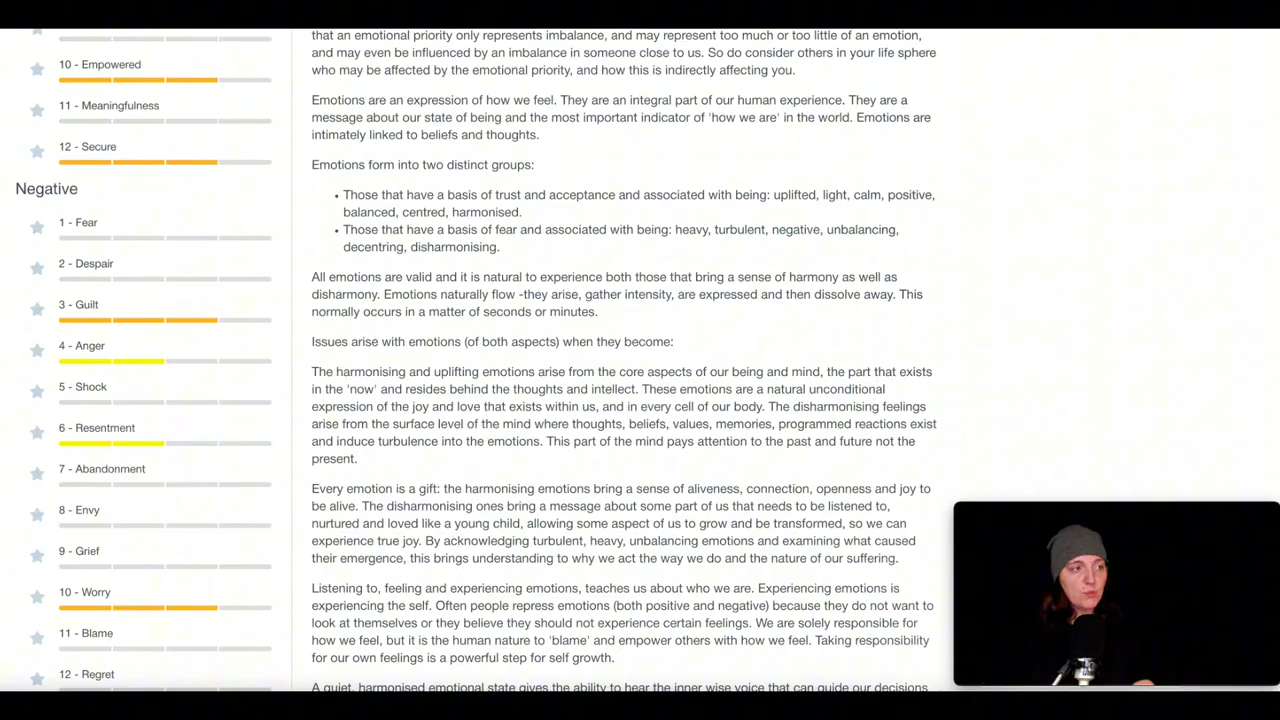 10 - Empowered
11 - Meaningfulness
12 - Secure
Negative
1 - Fear
2 - Despair
3 - Guilt
4 - Anger
5 - Shock
6 - Resentment
7 - Abandonment
8 - Envy
9 - Grief
10 - Worry
11 - Blame
12 - Regret
that an emotional priority only represents imbalance, and may represent too much or too little of an emotion,
and may even be influenced by an imbalance in someone close to us. So do consider others in your life sphere
who may be affected by the emotional priority, and how this is indirectly affecting you.
Emotions are an expression of how we feel. They are an integral part of our human experience. They are a
message about our state of being and the most important indicator of 'how we are' in the world. Emotions are
intimately linked to beliefs and thoughts.
Emotions form into two distinct groups:
• Those that have a basis of trust and acceptance and associated with being: uplifted, light, calm, positive,
balanced, centred, harmonised.
• Those that have a basis of fear and associated with being: heavy, turbulent, negative, unbalancing,
decentring, disharmonising.
All emotions are valid and it is natural to experience both those that bring a sense of harmony as well as
disharmony. Emotions naturally flow -they arise, gather intensity, are expressed and then dissolve away. This
normally occurs in a matter of seconds or minutes.
Issues arise with emotions (of both aspects) when they become:
The harmonising and uplifting emotions arise from the core aspects of our being and mind, the part that exists
in the 'now' and resides behind the thoughts and intellect. These emotions are a natural unconditional
expression of the joy and love that exists within us, and in every cell of our body. The disharmonising feelings
arise from the surface level of the mind where thoughts, beliefs, values, memories, programmed reactions exist
and induce turbulence into the emotions. This part of the mind pays attention to the past and future not the
present.
Every emotion is a gift: the harmonising emotions bring a sense of aliveness, connection, openness and joy to
be alive. The disharmonising ones bring a message about some part of us that needs to be listened to,
nurtured and loved like a young child, allowing some aspect of us to grow and be transformed, so we can
experience true joy. By acknowledging turbulent, heavy, unbalancing emotions and examining what caused
their emergence, this brings understanding to why we act the way we do and the nature of our suffering.
Listening to, feeling and experiencing emotions, teaches us about who we are. Experiencing emotions is
experiencing the self. Often people repress emotions (both positive and negative) because they do not want to
look at themselves or they believe they should not experience certain feelings. We are solely responsible for
how we feel, but it is the human nature to 'blame' and empower others with how we feel. Taking responsibility
for our own feelings is a powerful step for self growth.
A quiet, harmonised emotional state gives the ability to hear the inner wise voice that can guide our decisions